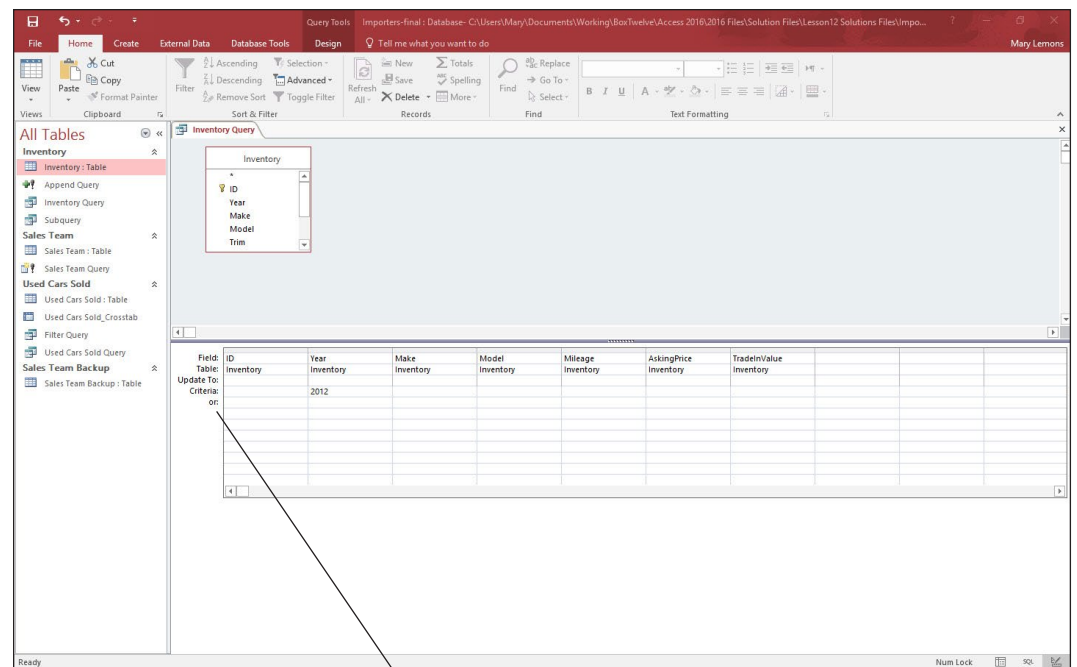 Query Tools Importers-final : Database- C:\Users\Mary\Documents\Working\BoxTwelve\Access 2016\2016 Files\Solution Files\Lesson12 Solutions Files\Impo... ?
File Home Create External Data Database Tools Design Tell me what you want to do Mary Lemons
View
Paste
Cut
Copy
Format Painter
Filter
Ascending
Descending
Remove Sort
Selection
Advanced
Toggle Filter
Refresh
All
New
Save
Delete
Totals
Spelling
More
Find
Replace
Go To
Select
B I U A
Views Clipboard Sort & Filter Records Find Text Formatting
All Tables
Inventory
Inventory : Table
Append Query
Inventory Query
Subquery
Sales Team
Sales Team : Table
Sales Team Query
Used Cars Sold
Used Cars Sold : Table
Used Cars Sold_Crosstab
Filter Query
Used Cars Sold Query
Sales Team Backup
Sales Team Backup : Table
Inventory Query
Inventory
*
ID
Year
Make
Model
Trim
Field: ID Year Make Model Mileage AskingPrice TradeInValue
Table: Inventory Inventory Inventory Inventory Inventory Inventory Inventory
Update To:
Criteria: 2012
or:
Ready Num Lock SQL